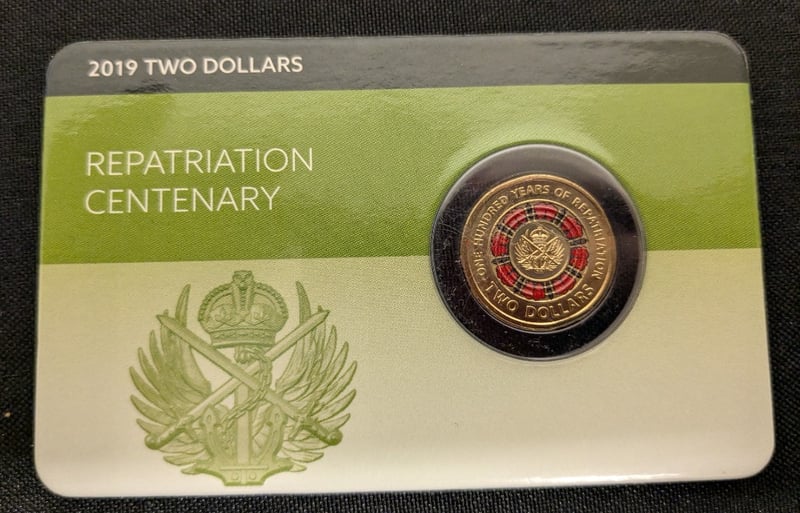 2019 TWO DOLLARS
REPATRIATION
CENTENARY
ONE HUNDRED YEARS OF REPATRIATION
TWO DOLLARS